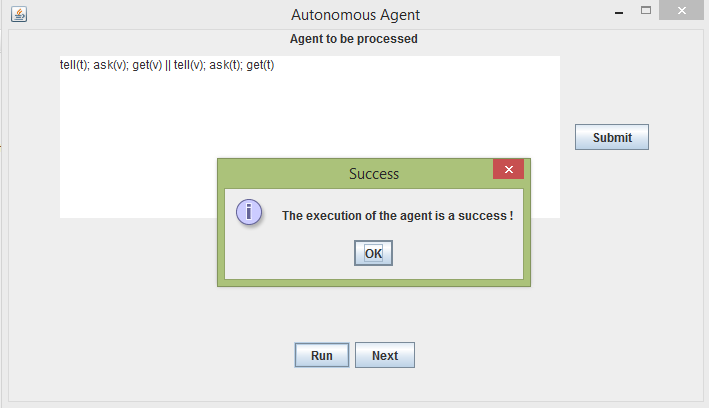 Autonomous Agent
Agent to be processed
tell(t); ask(v); get(v) || tell(v); ask(t); get(t)
Submit
Success
i
The execution of the agent is a success !
OK
Run
Next